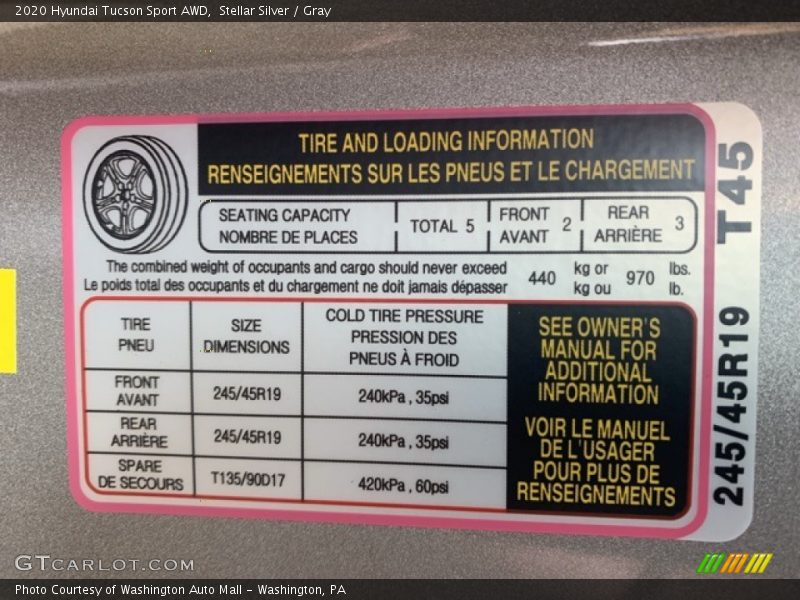 2020 Hyundai Tucson Sport AWD,  Stellar Silver / Gray
TIRE AND LOADING INFORMATION
RENSEIGNEMENTS SUR LES PNEUS ET LE CHARGEMENT
SEATING CAPACITY
NOMBRE DE PLACES
TOTAL 5
FRONT
AVANT
2
REAR
ARRIÈRE
3
The combined weight of occupants and cargo should never exceed
Le poids total des occupants et du chargement ne doit jamais dépasser
440
kg or
kg ou
970
lbs.
lb.
TIRE
PNEU
SIZE
DIMENSIONS
COLD TIRE PRESSURE
PRESSION DES
PNEUS À FROID
FRONT
AVANT
245/45R19
240kPa , 35psi
REAR
ARRIÈRE
245/45R19
240kPa , 35psi
SPARE
DE SECOURS
T135/90D17
420kPa , 60psi
SEE OWNER'S
MANUAL FOR
ADDITIONAL
INFORMATION
VOIR LE MANUEL
DE L'USAGER
POUR PLUS DE
RENSEIGNEMENTS
245/45R19 T45
GTCARLOT.COM
Photo Courtesy of Washington Auto Mall - Washington, PA